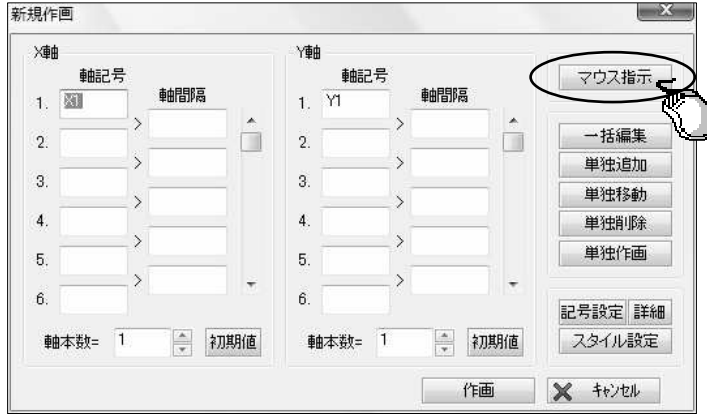 新規作画
X軸
軸記号
軸間隔
1. X1
>
2.
>
3.
>
4.
>
5.
>
6.
軸本数= 1
初期値
Y軸
軸記号
軸間隔
1. Y1
>
2.
>
3.
>
4.
>
5.
>
6.
軸本数= 1
初期値
マウス指示
一括編集
単独追加
単独移動
単独削除
単独作画
記号設定 詳細
スタイル設定
作画
キャンセル